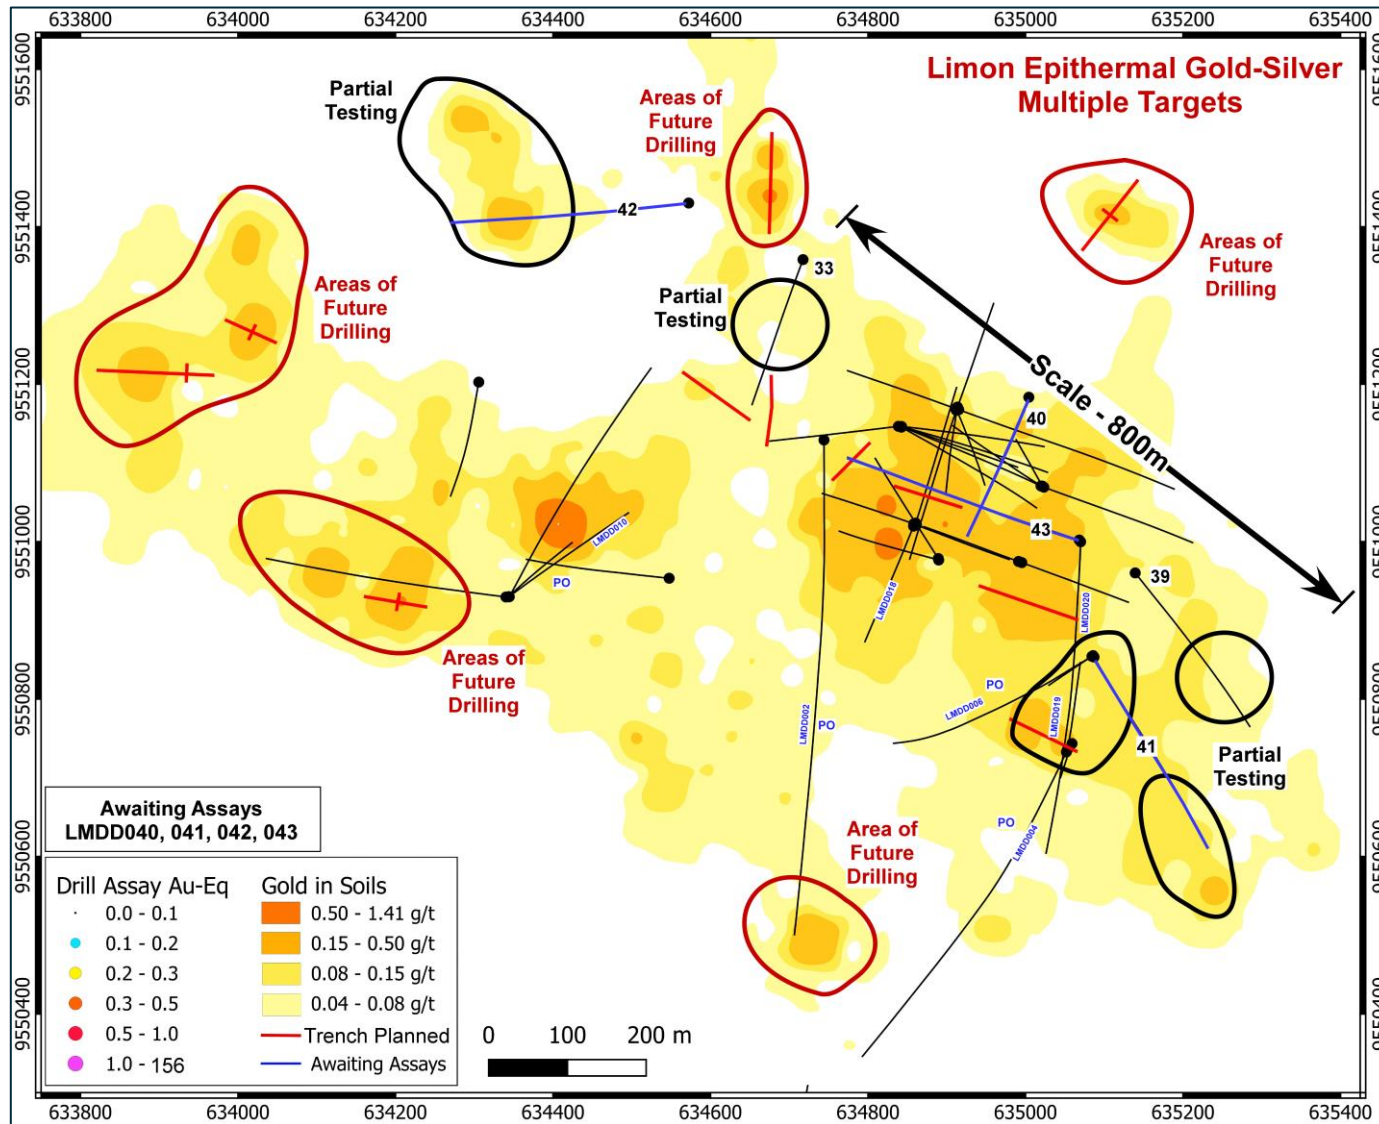 633800 634000 634200 634400 634600 634800 635000 635200 635400
9551600
9551400
9551200
9551000
9550800
9550600
9550400
9551600
9551400
9551200
9551000
9550800
9550600
9550400
Limon Epithermal Gold-Silver
Multiple Targets
Partial
Testing
Areas of
Future
Drilling
42
Areas of
Future
Drilling
Areas of
Future
Drilling
33
Partial
Testing
Scale - 800m
40
43
39
LMDD010
PO
LMDD018
LMDD020
Areas of
Future
Drilling
PO
LMDD006
LMDD002
PO
LMDD019
41
Partial
Testing
PO
LMDD004
Area of
Future
Drilling
Awaiting Assays
LMDD040, 041, 042, 043
Drill Assay Au-Eq
0.0 - 0.1
0.1 - 0.2
0.2 - 0.3
0.3 - 0.5
0.5 - 1.0
1.0 - 156
Gold in Soils
0.50 - 1.41 g/t
0.15 - 0.50 g/t
0.08 - 0.15 g/t
0.04 - 0.08 g/t
Trench Planned
Awaiting Assays
0 100 200 m
633800 634000 634200 634400 634600 634800 635000 635200 635400